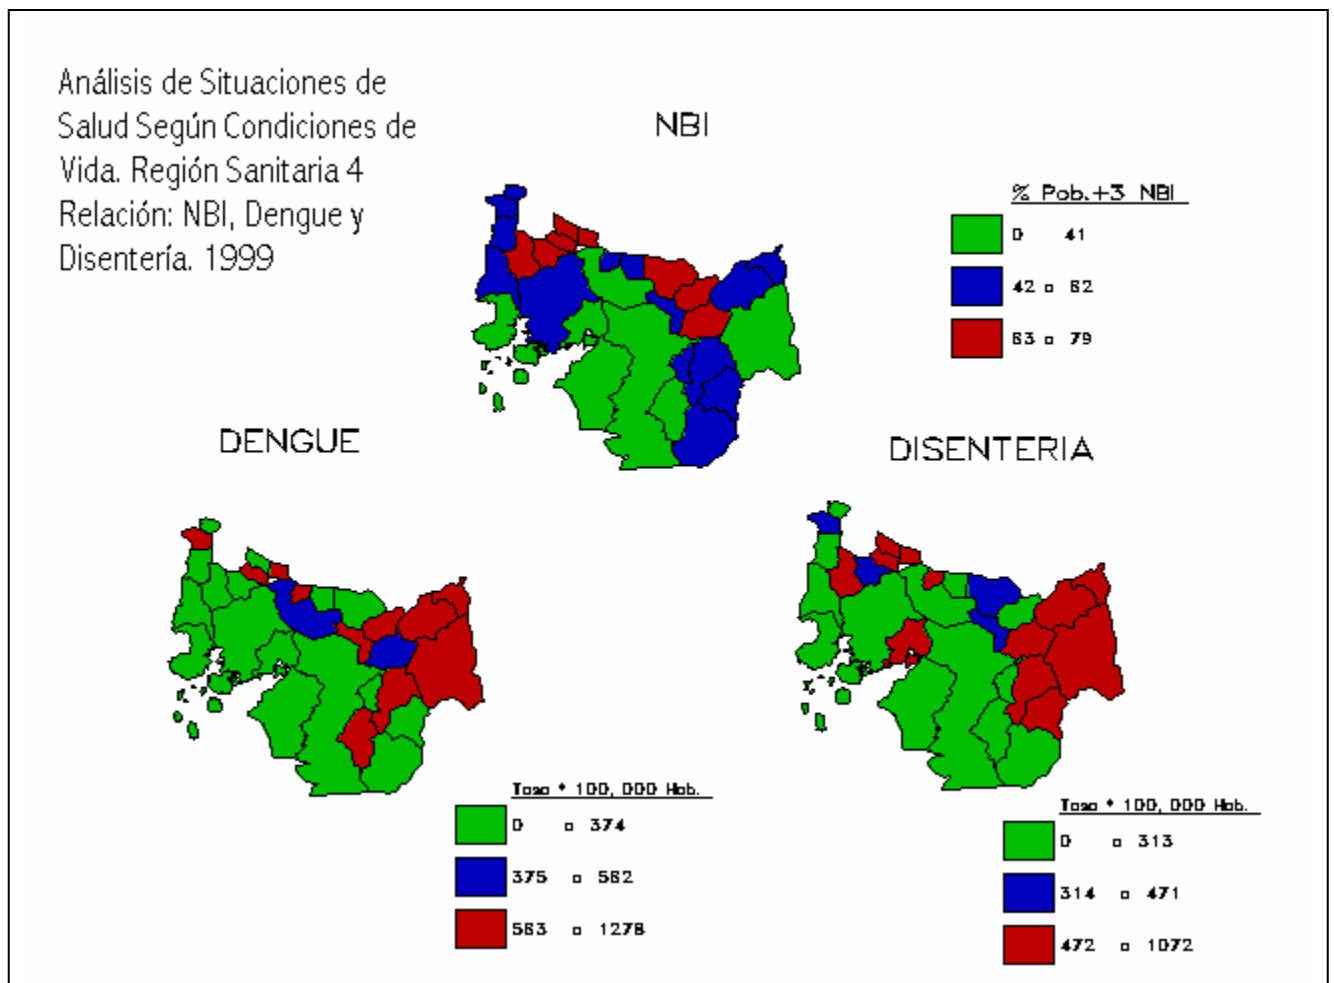 Análisis de Situaciones de
Salud Según Condiciones de
Vida. Región Sanitaria 4
Relación: NBI, Dengue y
Disentería. 1999
NBI
% Pob.+3 NBI
0 41
42 a 62
63 a 79
DENGUE
Tasa * 100, 000 Hab.
0 a 374
375 a 562
563 a 1278
DISENTERIA
Tasa * 100, 000 Hab.
0 a 313
314 a 471
472 a 1072